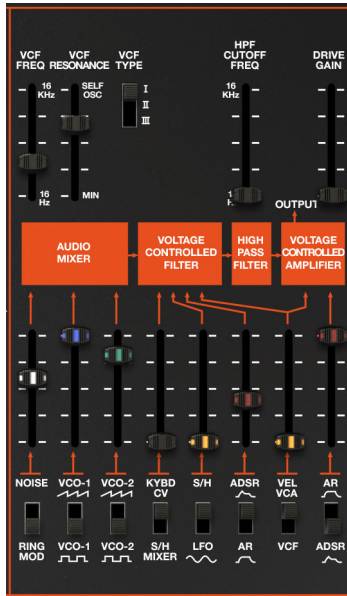 VCF
FREQ
VCF
RESONANCE
VCF
TYPE
HPF
CUTOFF
FREQ
DRIVE
GAIN
16
KHz
SELF
OSC
I
II
III
16
KHz
16
Hz
MIN
OUTPUT
AUDIO
MIXER
VOLTAGE
CONTROLLED
FILTER
HIGH
PASS
FILTER
VOLTAGE
CONTROLLED
AMPLIFIER
NOISE
VCO-1
VCO-2
KYBD
CV
S/H
ADSR
VEL
VCA
AR
RING
MOD
VCO-1
VCO-2
S/H
MIXER
LFO
AR
VCF
ADSR